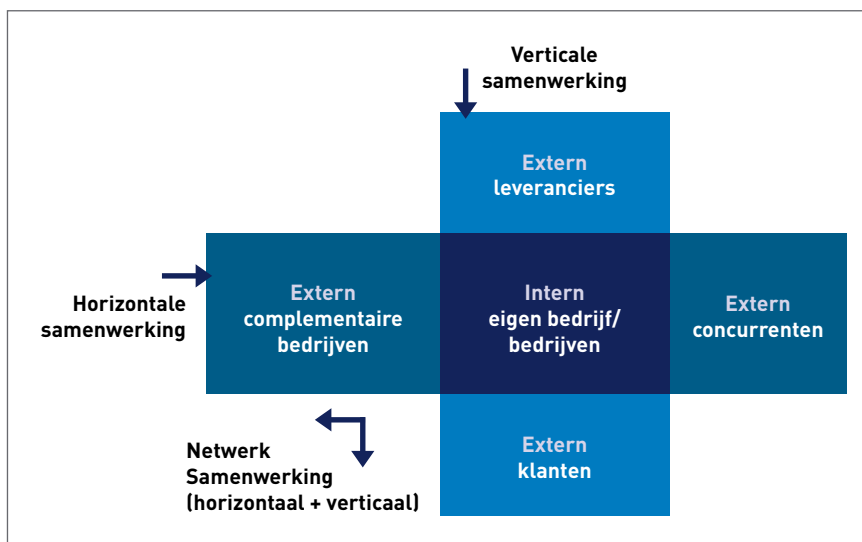 Verticale
samenwerking
Extern
leveranciers
Horizontale
samenwerking
Extern
complementaire
bedrijven
Intern
eigen bedrijf/
bedrijven
Extern
concurrenten
Netwerk
Samenwerking
(horizontaal + verticaal)
Extern
klanten